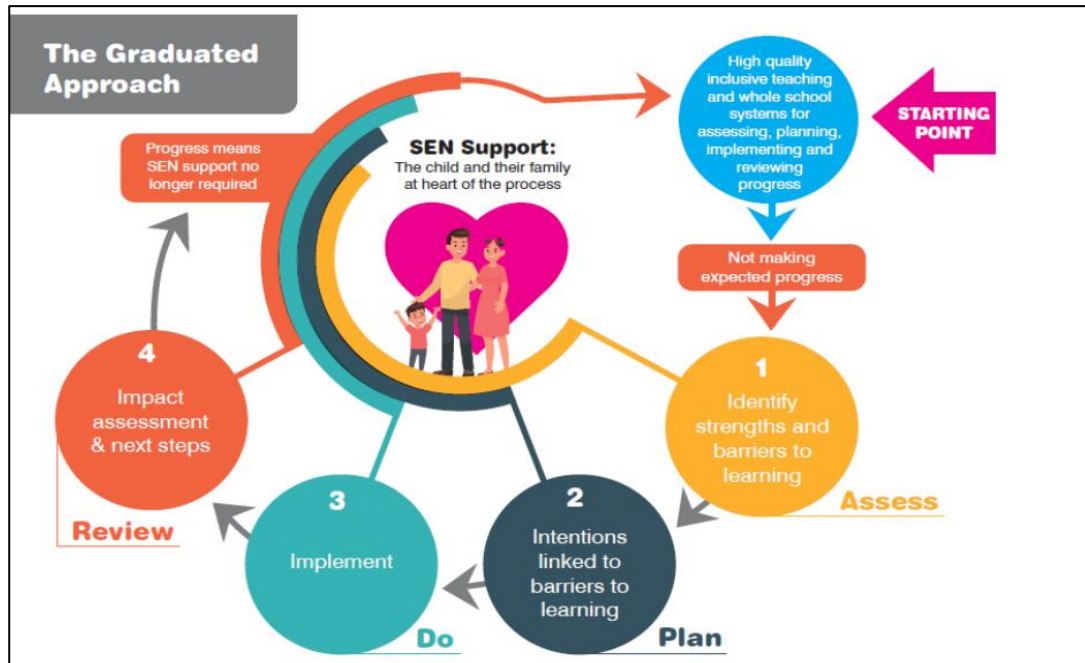 The Graduated
Approach
High quality
inclusive teaching
and whole school
systems for
assessing, planning,
implementing and
reviewing
progress
STARTING
POINT
Progress means
SEN support no
longer required
SEN Support:
The child and their family
at heart of the process
Not making
expected progress
1
Identify
strengths and
barriers to
learning
Assess
2
Intentions
linked to
barriers to
learning
Plan
3
Implement
Do
4
Impact
assessment
& next steps
Review